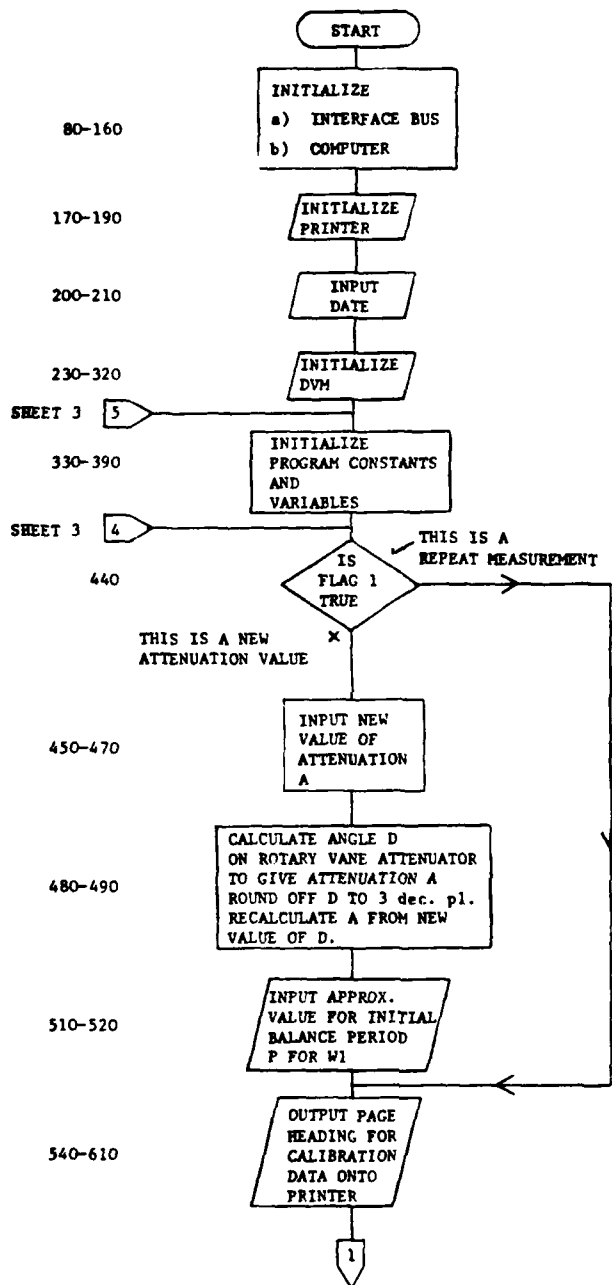 START
80-160
INITIALIZE
a) INTERFACE BUS
b) COMPUTER
170-190
INITIALIZE
PRINTER
200-210
INPUT
DATE
230-320
INITIALIZE
DVM
SHEET 3 5
330-390
INITIALIZE
PROGRAM CONSTANTS
AND
VARIABLES
SHEET 3 4
440
IS
FLAG 1
TRUE
✓ THIS IS A
REPEAT MEASUREMENT
×
THIS IS A NEW
ATTENUATION VALUE
450-470
INPUT NEW
VALUE OF
ATTENUATION
A
480-490
CALCULATE ANGLE D
ON ROTARY VANE ATTENUATOR
TO GIVE ATTENUATION A
ROUND OFF D TO 3 dec. pl.
RECALCULATE A FROM NEW
VALUE OF D.
510-520
INPUT APPROX.
VALUE FOR INITIAL
BALANCE PERIOD
P FOR W1
540-610
OUTPUT PAGE
HEADING FOR
CALIBRATION
DATA ONTO
PRINTER
1